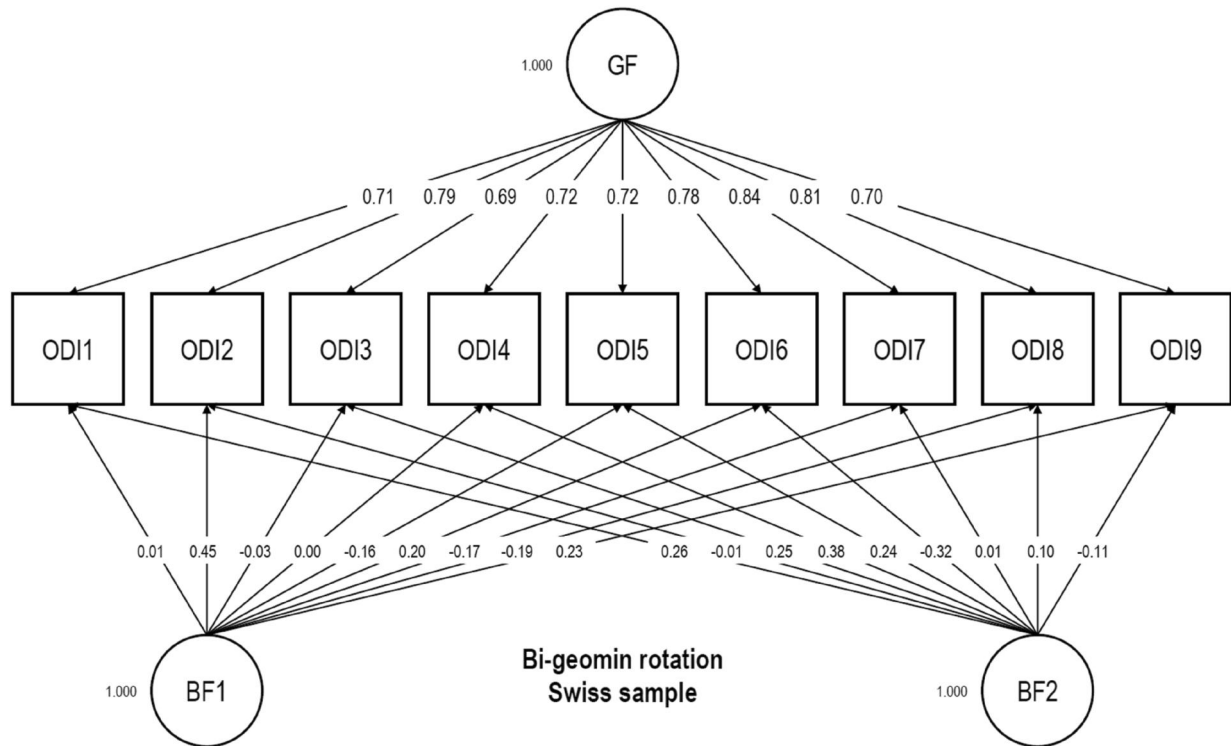 1.000 GF
0.71 0.79 0.69 0.72 0.72 0.78 0.84 0.81 0.70
ODI1 ODI2 ODI3 ODI4 ODI5 ODI6 ODI7 ODI8 ODI9
0.01 0.45 -0.03 0.00 -0.16 0.20 -0.17 -0.19 0.23 0.26 -0.01 0.25 0.38 0.24 -0.32 0.01 0.10 -0.11
Bi-geomin rotation
Swiss sample
1.000 BF1 1.000 BF2